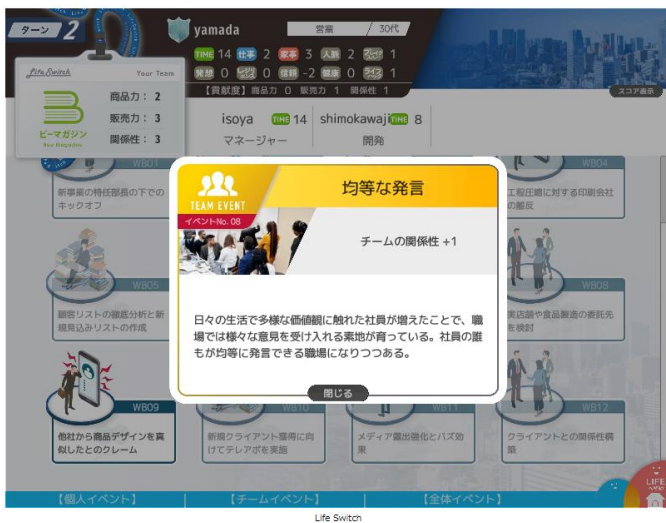 ターン 2
yamada
営業 / 30代
TIME 14 仕事 2 家事 3 人脈 2 ブレイク 1
発想 0 レジリ 0 信頼 -2 健康 0 ライフ 1
【貢献度】商品力 0 販売力 1 関係性 1
スコア表示
Life Switch
Your Team
ビーマガジン
Bee Magazine
商品力： 2
販売力： 3
関係性： 3
isoya TIME 14
マネージャー
shimokawaji TIME 8
開発
WB01
新事業の特任部長の下での
キックオフ
WB04
工程圧縮に対する印刷会社
の離反
TEAM EVENT
イベントNo. 08
均等な発言
チームの関係性 +1
日々の生活で多様な価値観に触れた社員が増えたことで、職
場では様々な意見を受け入れる素地が育っている。社員の誰
もが均等に発言できる職場になりつつある。
閉じる
WB05
顧客リストの徹底分析と新
規見込みリストの作成
WB08
実店舗や食品製造の委託先
を検討
WB09
他社から商品デザインを真
似したとのクレーム
WB10
新規クライアント獲得に向
けてテレアポを実施
WB11
メディア露出強化とバズ効
果
WB12
クライアントとの関係性構
築
【個人イベント】
【チームイベント】
【全体イベント】
LIFE
Life Switch